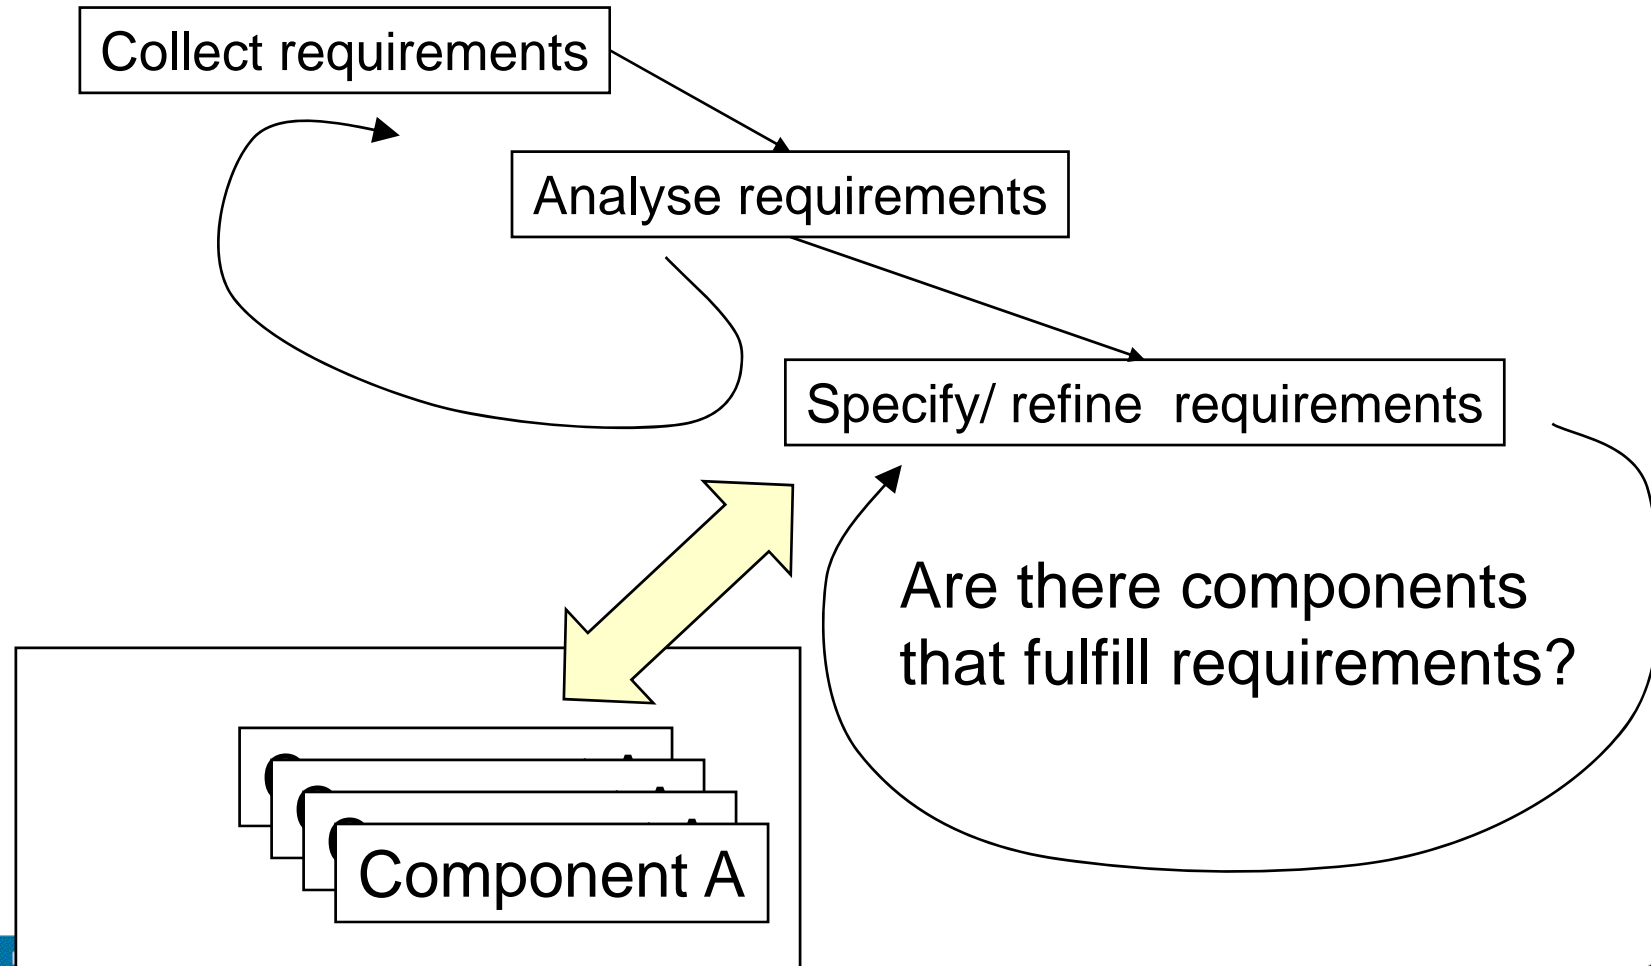 Collect requirements
Analyse requirements
Specify/ refine  requirements
Are there components
that fulfill requirements?
Component A